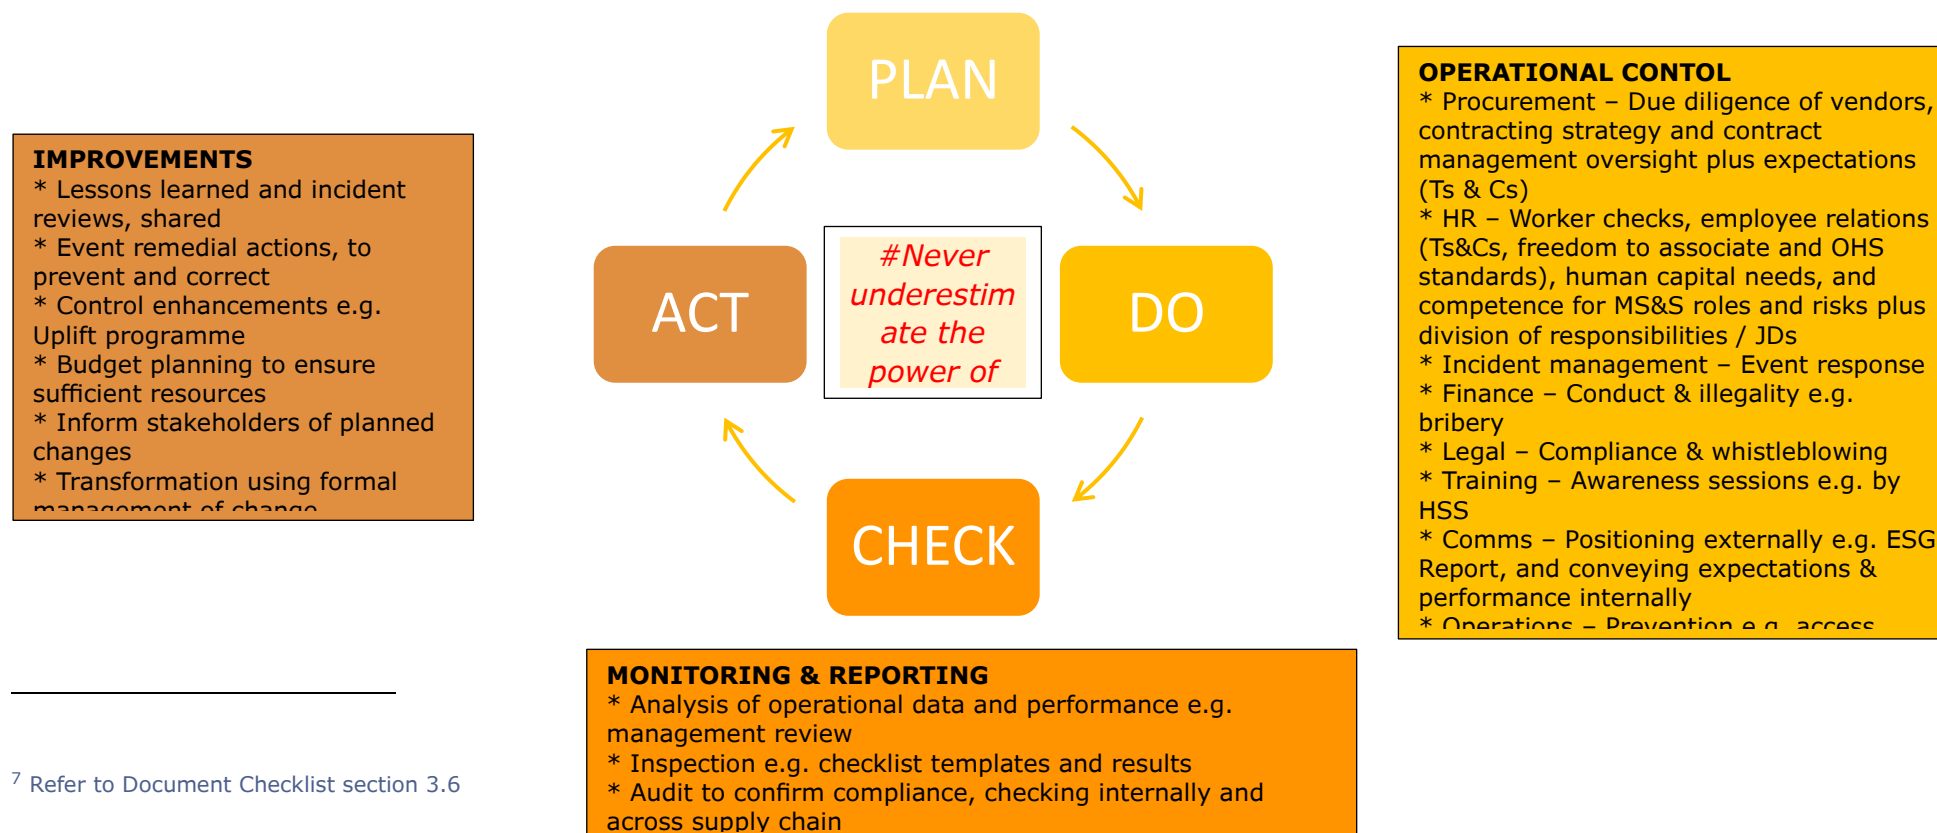 PLAN
OPERATIONAL CONTOL
* Procurement – Due diligence of vendors,
contracting strategy and contract
management oversight plus expectations
(Ts & Cs)
* HR – Worker checks, employee relations
(Ts&Cs, freedom to associate and OHS
standards), human capital needs, and
competence for MS&S roles and risks plus
division of responsibilities / JDs
* Incident management – Event response
* Finance – Conduct & illegality e.g.
bribery
* Legal – Compliance & whistleblowing
* Training – Awareness sessions e.g. by
HSS
* Comms – Positioning externally e.g. ESG
Report, and conveying expectations &
performance internally
* Operations – Prevention e.g. access
IMPROVEMENTS
* Lessons learned and incident
reviews, shared
* Event remedial actions, to
prevent and correct
* Control enhancements e.g.
Uplift programme
* Budget planning to ensure
sufficient resources
* Inform stakeholders of planned
changes
* Transformation using formal
management of change
ACT
#Never
underestim
ate the
power of
DO
CHECK
MONITORING & REPORTING
* Analysis of operational data and performance e.g.
management review
* Inspection e.g. checklist templates and results
* Audit to confirm compliance, checking internally and
across supply chain
7 Refer to Document Checklist section 3.6